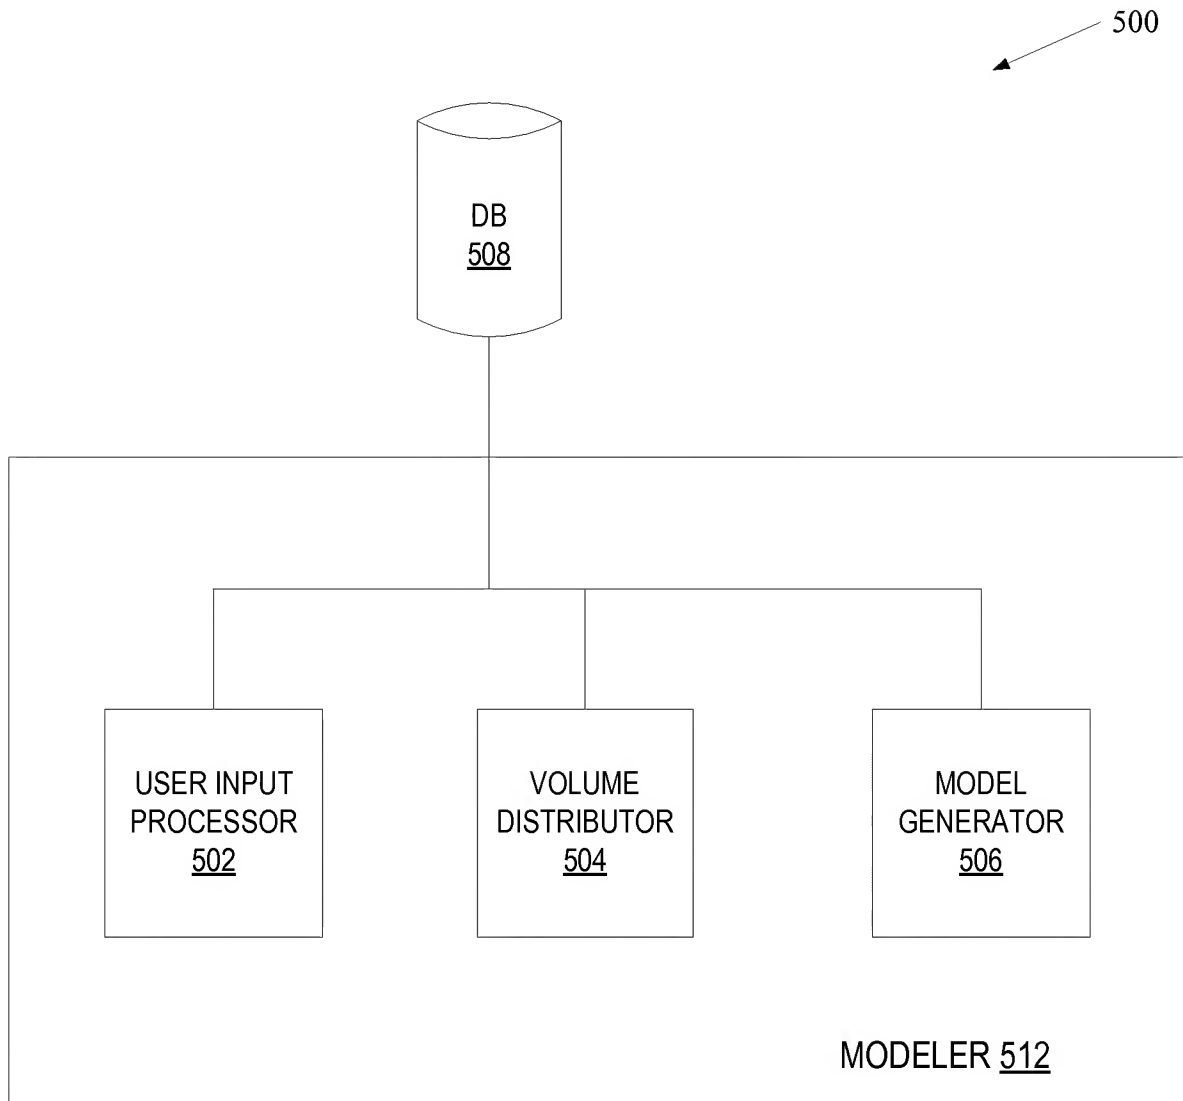 500
DB
508
USER INPUT
PROCESSOR
502
VOLUME
DISTRIBUTOR
504
MODEL
GENERATOR
506
MODELER 512